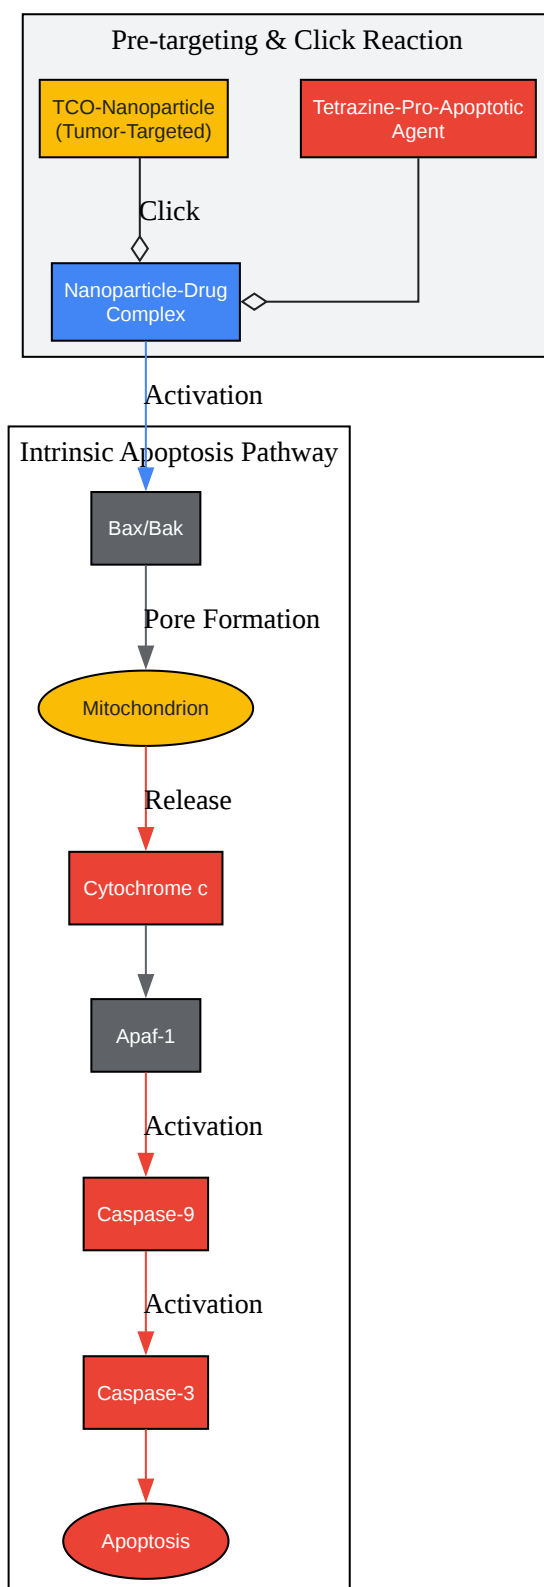 Pre-targeting & Click Reaction
TCO-Nanoparticle
(Tumor-Targeted)
Tetrazine-Pro-Apoptotic
Agent
Click
Nanoparticle-Drug
Complex
Activation
Intrinsic Apoptosis Pathway
Bax/Bak
Pore Formation
Mitochondrion
Release
Cytochrome c
Apaf-1
Activation
Caspase-9
Activation
Caspase-3
Apoptosis